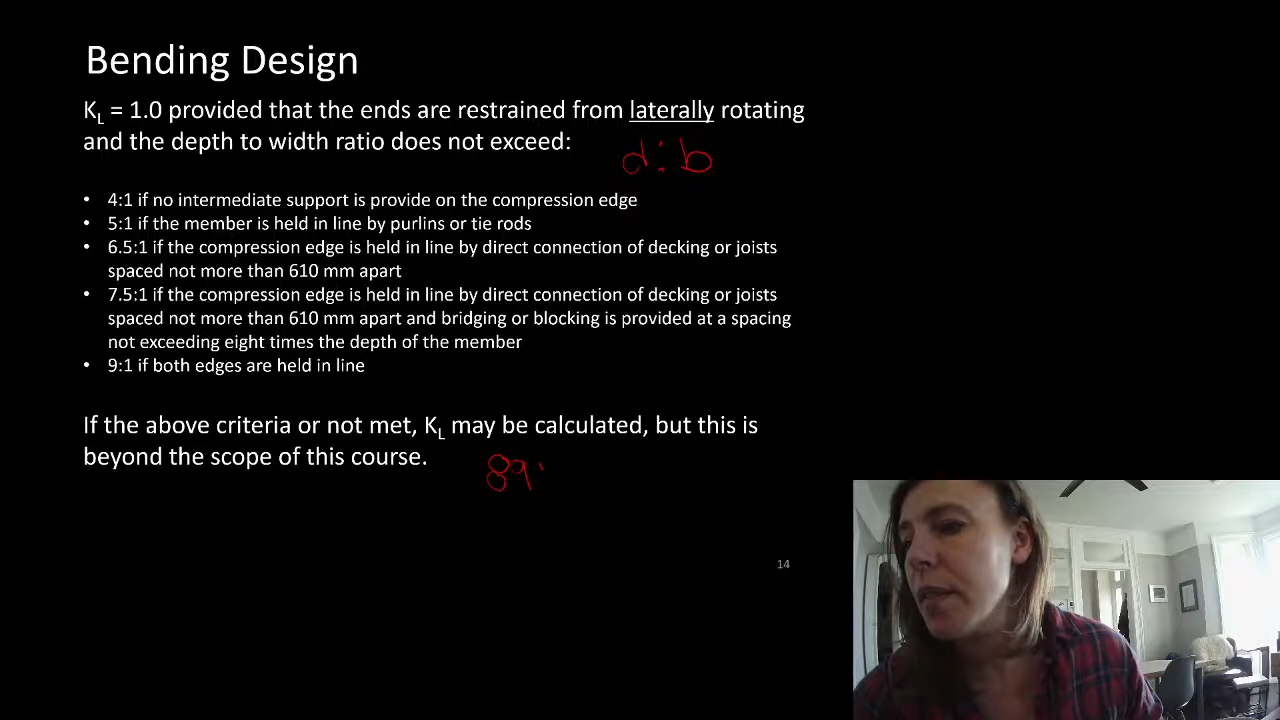 Bending Design
K_L = 1.0 provided that the ends are restrained from laterally rotating
and the depth to width ratio does not exceed:
d:b
• 4:1 if no intermediate support is provide on the compression edge
• 5:1 if the member is held in line by purlins or tie rods
• 6.5:1 if the compression edge is held in line by direct connection of decking or joists
spaced not more than 610 mm apart
• 7.5:1 if the compression edge is held in line by direct connection of decking or joists
spaced not more than 610 mm apart and bridging or blocking is provided at a spacing
not exceeding eight times the depth of the member
• 9:1 if both edges are held in line
If the above criteria or not met, K_L may be calculated, but this is
beyond the scope of this course.
89
14